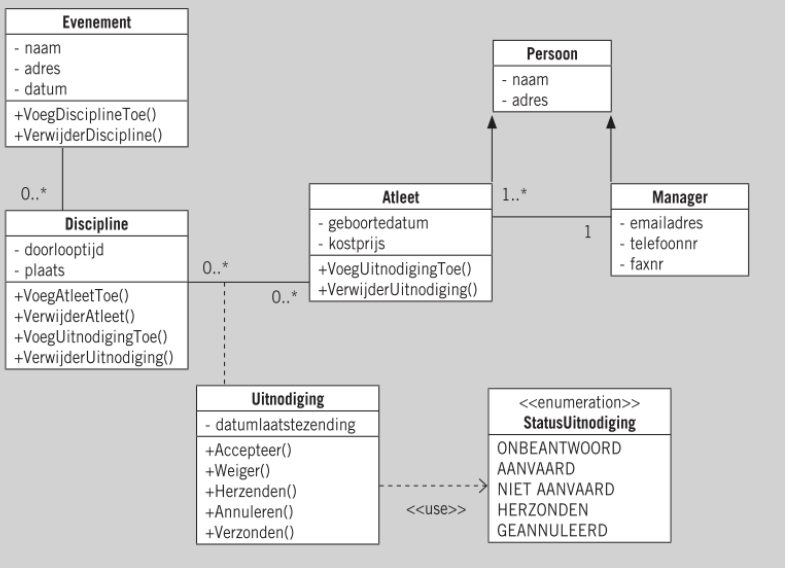 Evenement
- naam
- adres
- datum
+VoegDisciplineToe()
+VerwijderDiscipline()
0..*
Discipline
- doorlooptijd
- plaats
+VoegAtleetToe()
+VerwijderAtleet()
+VoegUitnodigingToe()
+VerwijderUitnodiging()
0..*
0..*
Persoon
- naam
- adres
Atleet
- geboortedatum
- kostprijs
+VoegUitnodigingToe()
+VerwijderUitnodiging()
1..*
1
Manager
- emailadres
- telefoonnr
- faxnr
Uitnodiging
- datumlaatstezending
+Accepteer()
+Weiger()
+Herzenden()
+Annuleren()
+Verzonden()
<<use>>
<<enumeration>>
StatusUitnodiging
ONBEANTWOORD
AANVAARD
NIET AANVAARD
HERZONDEN
GEANNULEERD